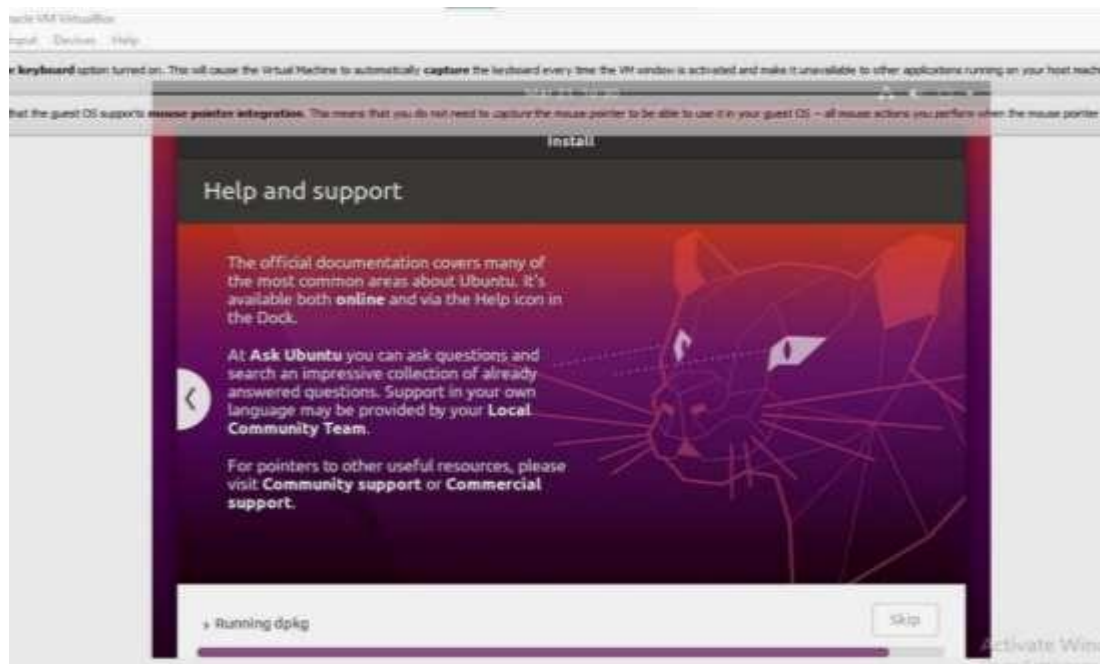 Oracle VM VirtualBox
Input Devices Help
keyboard option turned on. This will cause the Virtual Machine to automatically capture the keyboard every time the VM window is activated and make it unavailable to other applications running on your host
that the guest OS supports mouse pointer integration. This means that you do not need to capture the mouse pointer to be able to use it in your guest OS -- all mouse actions you perform when the mouse pointer
Install
Help and support
The official documentation covers many of
the most common areas about Ubuntu. It's
available both online and via the Help icon in
the Dock.
At Ask Ubuntu you can ask questions and
search an impressive collection of already
answered questions. Support in your own
language may be provided by your Local
Community Team.
For pointers to other useful resources, please
visit Community support or Commercial
support.
Running dpkg
Skip
Activate